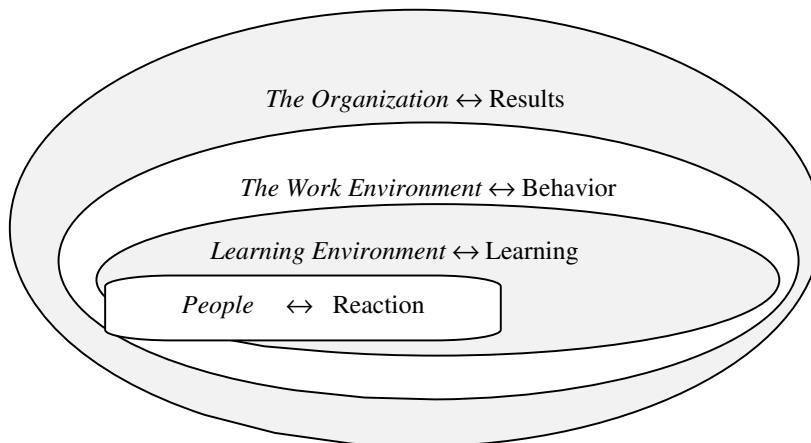 The Organization ↔ Results
The Work Environment ↔ Behavior
Learning Environment ↔ Learning
People ↔ Reaction